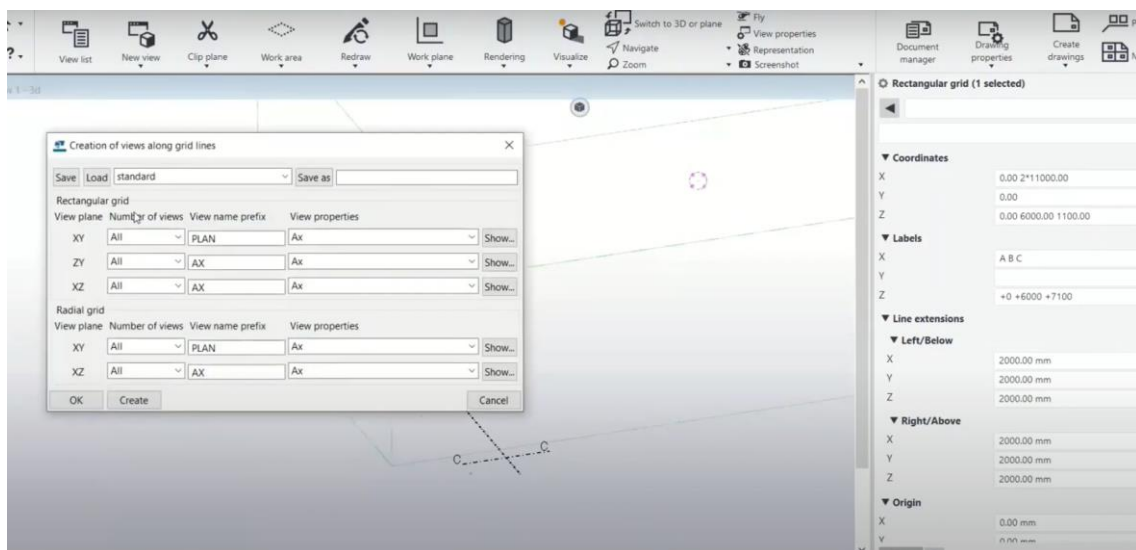 View list
New view
Clip plane
Work area
Redraw
Work plane
Rendering
Visualize
Switch to 3D or plane
Navigate
Zoom
Fly
View properties
Representation
Screenshot
Document manager
Drawing properties
Create drawings
Creation of views along grid lines
Save Load standard Save as
Rectangular grid
View plane Number of views View name prefix View properties
XY All PLAN Ax Show...
ZY All AX Ax Show...
XZ All AX Ax Show...
Radial grid
View plane Number of views View name prefix View properties
XY All PLAN Ax Show...
XZ All AX Ax Show...
OK Create Cancel
C C
Rectangular grid (1 selected)
Coordinates
X 0.00 2*11000.00
Y 0.00
Z 0.00 6000.00 1100.00
Labels
X A B C
Y
Z +0 +6000 +7100
Line extensions
Left/Below
X 2000.00 mm
Y 2000.00 mm
Z 2000.00 mm
Right/Above
X 2000.00 mm
Y 2000.00 mm
Z 2000.00 mm
Origin
X 0.00 mm
Y 0.00 mm